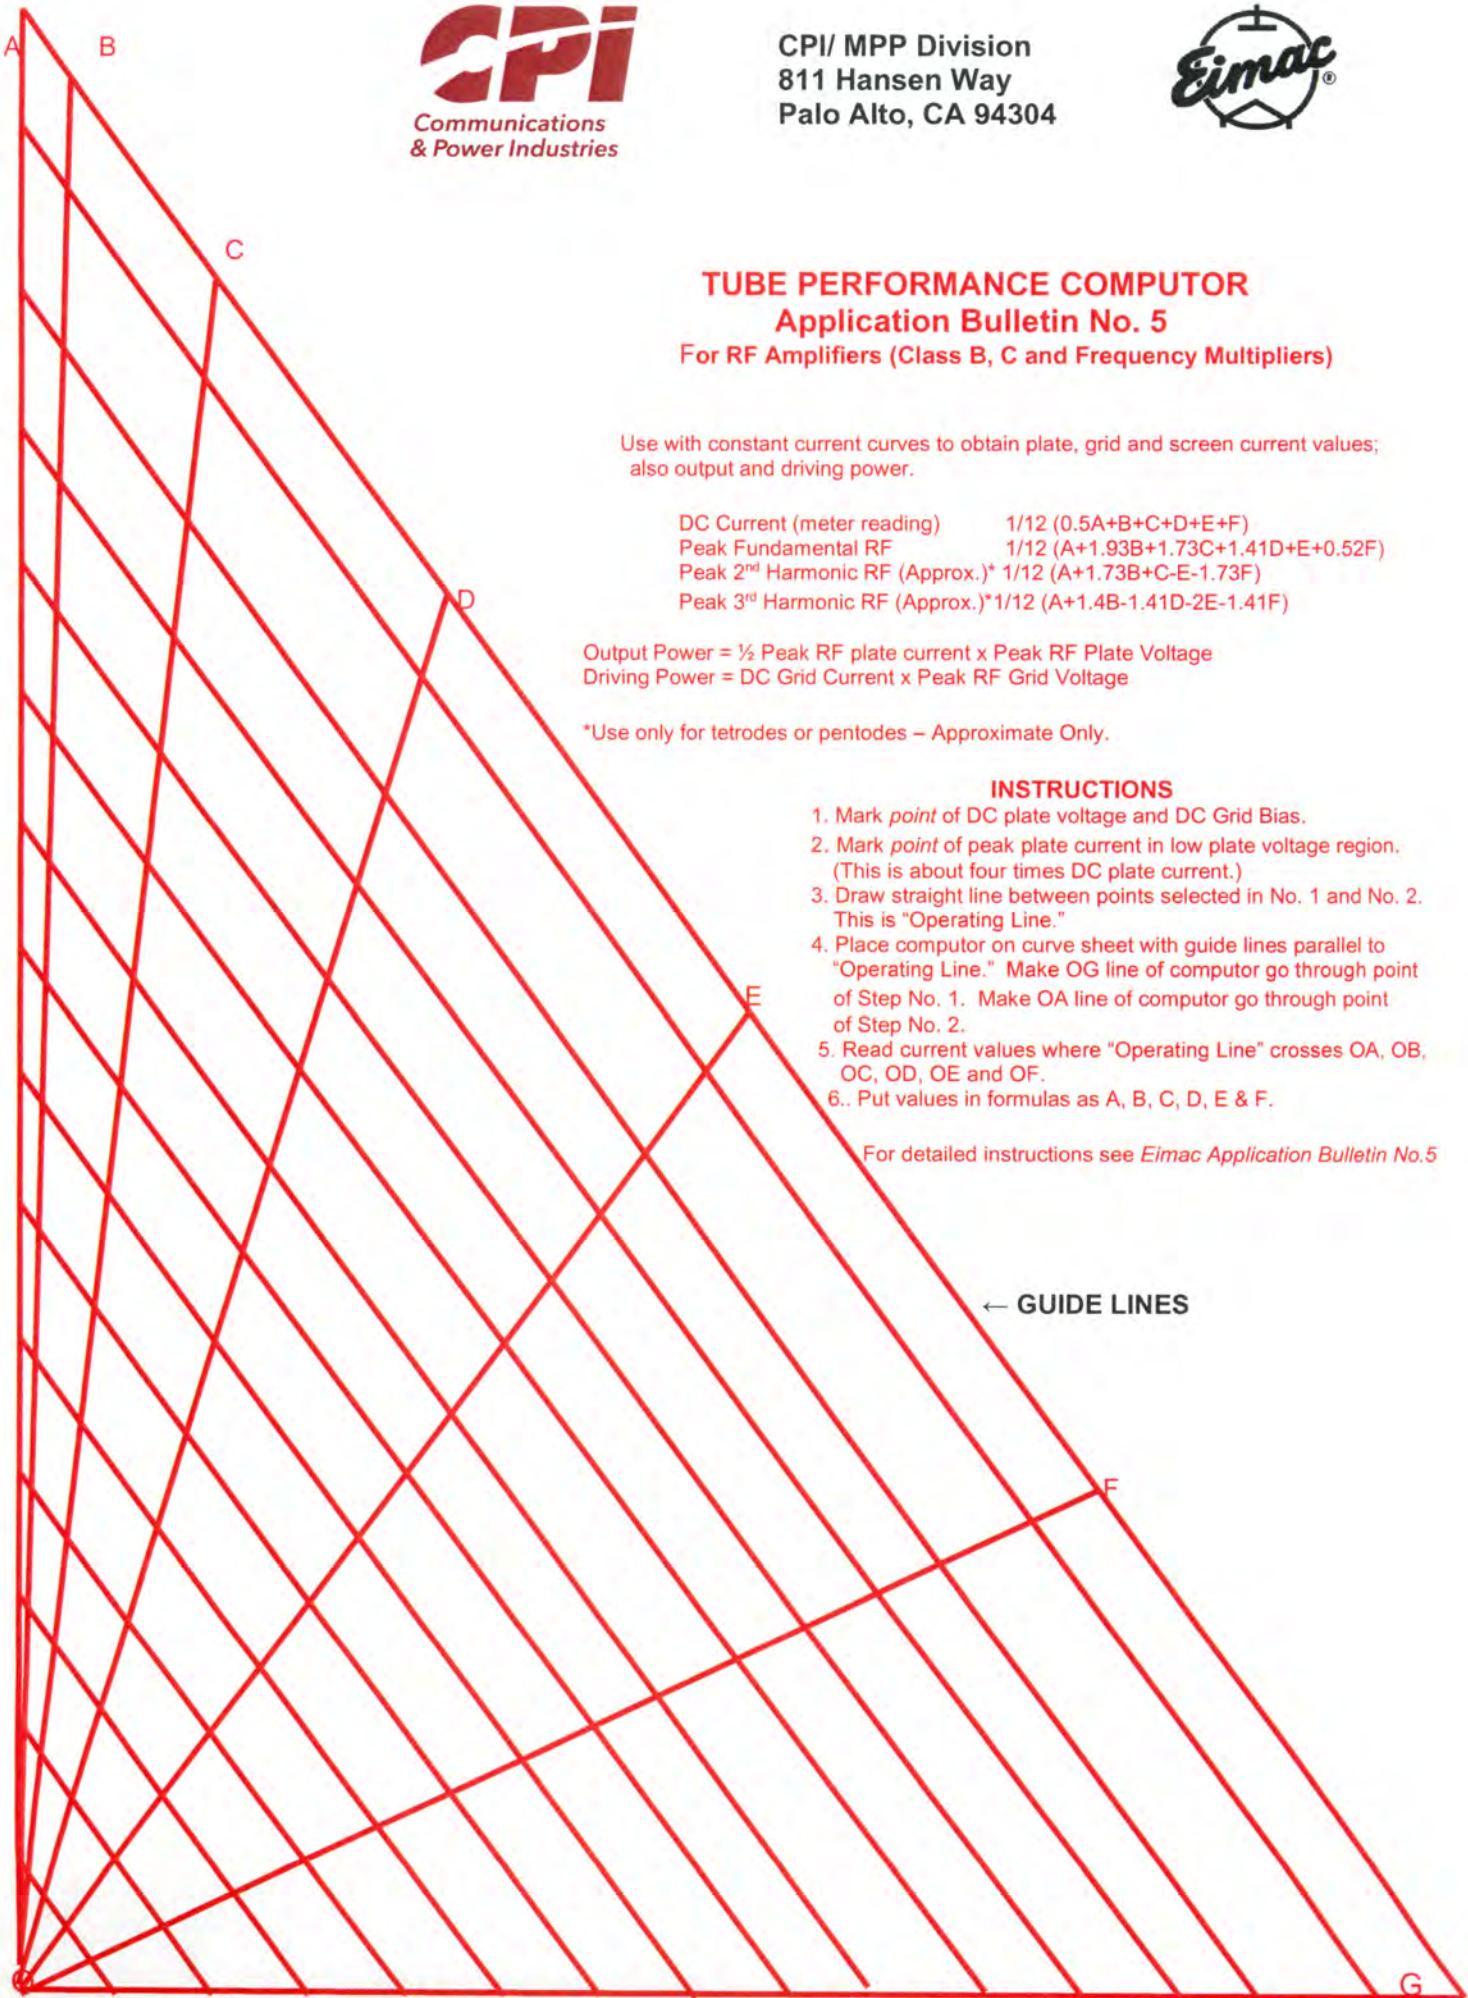 A
B
CPI
Communications
& Power Industries
CPI/ MPP Division
811 Hansen Way
Palo Alto, CA 94304
Eimac®
C
TUBE PERFORMANCE COMPUTOR
Application Bulletin No. 5
For RF Amplifiers (Class B, C and Frequency Multipliers)
Use with constant current curves to obtain plate, grid and screen current values;
also output and driving power.
DC Current (meter reading) 1/12 (0.5A+B+C+D+E+F)
Peak Fundamental RF 1/12 (A+1.93B+1.73C+1.41D+E+0.52F)
Peak 2nd Harmonic RF (Approx.)* 1/12 (A+1.73B+C-E-1.73F)
Peak 3rd Harmonic RF (Approx.)*1/12 (A+1.4B-1.41D-2E-1.41F)
D
Output Power = ½ Peak RF plate current x Peak RF Plate Voltage
Driving Power = DC Grid Current x Peak RF Grid Voltage
*Use only for tetrodes or pentodes – Approximate Only.
INSTRUCTIONS
1. Mark point of DC plate voltage and DC Grid Bias.
2. Mark point of peak plate current in low plate voltage region.
(This is about four times DC plate current.)
3. Draw straight line between points selected in No. 1 and No. 2.
This is “Operating Line.”
4. Place computor on curve sheet with guide lines parallel to
“Operating Line.” Make OG line of computor go through point
of Step No. 1. Make OA line of computor go through point
of Step No. 2.
E
5. Read current values where “Operating Line” crosses OA, OB,
OC, OD, OE and OF.
6.. Put values in formulas as A, B, C, D, E & F.
For detailed instructions see Eimac Application Bulletin No.5
← GUIDE LINES
F
O
G